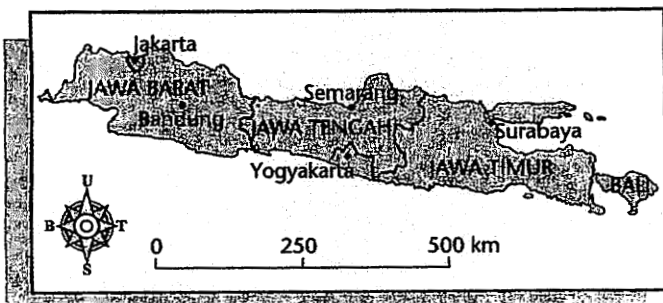 Jakarta
JAWA BARAT
Semarang
Bandung
JAWA TENGAH
Surabaya
Yogyakarta
JAWA TIMUR
BALI
U
B T
S
0 250 500 km